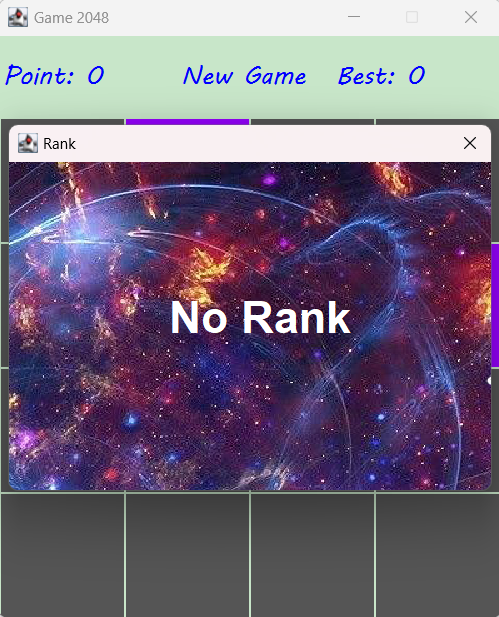 Game 2048
Point: 0 New Game Best: 0
Rank
No Rank